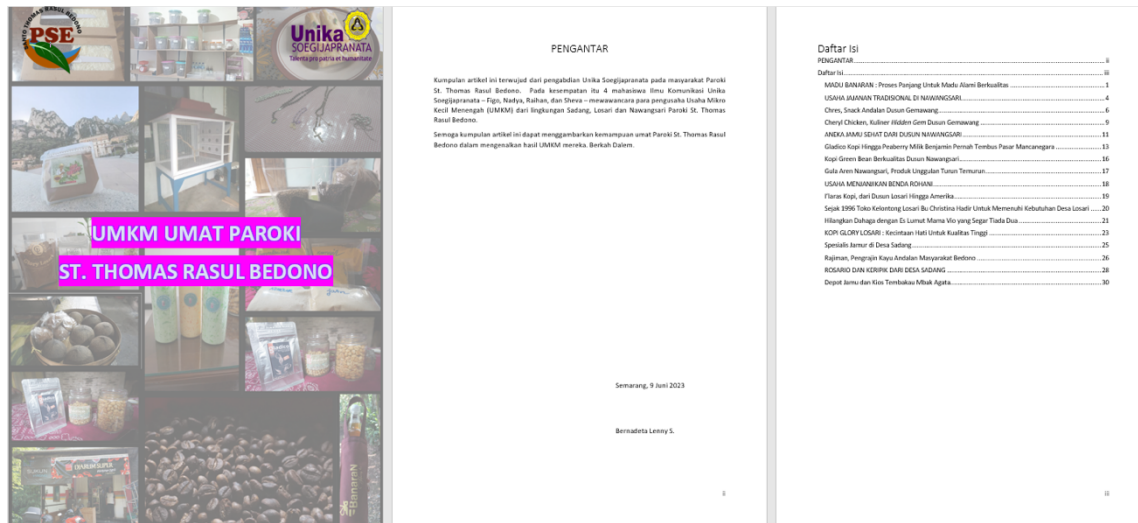 SANTO THOMAS RASUL BEDONO
PSE
Unika
SOEGIJAPRANATA
Talenta pro patria et humanitate
UMKM UMAT PAROKI
ST. THOMAS RASUL BEDONO
BanaraN
PENGANTAR
Kumpulan artikel ini terwujud dari pengabdian Unika Soegijapranata pada masyarakat Paroki
St. Thomas Rasul Bedono. Pada kesempatan itu 4 mahasiswa Ilmu Komunikasi Unika
Soegijapranata – Figo, Nadya, Raihan, dan Sheva – mewawancara para pengusaha Usaha Mikro
Kecil Menengah (UMKM) dari lingkungan Sadang, Losari dan Nawangsari Paroki St. Thomas
Rasul Bedono.
Semoga kumpulan artikel ini dapat menggambarkan kemampuan umat Paroki St. Thomas Rasul
Bedono dalam mengenalkan hasil UMKM mereka. Berkah Dalem.
Semarang, 9 Juni 2023
Bernadeta Lenny S.
ii
Daftar Isi
PENGANTAR ii
Daftar Isi iii
MADU BANARAN : Proses Panjang Untuk Madu Alami Berkualitas 1
USAHA JAJANAN TRADISIONAL DI NAWANGSARI 4
Chres, Snack Andalan Dusun Gemawang 6
Cheryl Chicken, Kuliner Hidden Gem Dusun Gemawang 9
ANEKA JAMU SEHAT DARI DUSUN NAWANGSARI 11
Gladico Kopi Hingga Peaberry Milik Benjamin Pernah Tembus Pasar Mancanegara 13
Kopi Green Bean Berkualitas Dusun Nawangsari 16
Gula Aren Nawangsari, Produk Unggulan Turun Temurun 17
USAHA MENJANJIKAN BENDA ROHANI 18
Flaras Kopi, dari Dusun Losari Hingga Amerika 19
Sejak 1996 Toko Kelontong Losari Bu Christina Hadir Untuk Memenuhi Kebutuhan Desa Losari 20
Hilangkan Dahaga dengan Es Lumut Mama Vio yang Segar Tiada Dua 21
KOPI GLORY LOSARI : Kecintaan Hati Untuk Kualitas Tinggi 23
Spesialis Jamur di Desa Sadang 25
Rajiman, Pengrajin Kayu Andalan Masyarakat Bedono 26
ROSARIO DAN KERIPIK DARI DESA SADANG 28
Depot Jamu dan Kios Tembakau Mbak Agata 30
iii